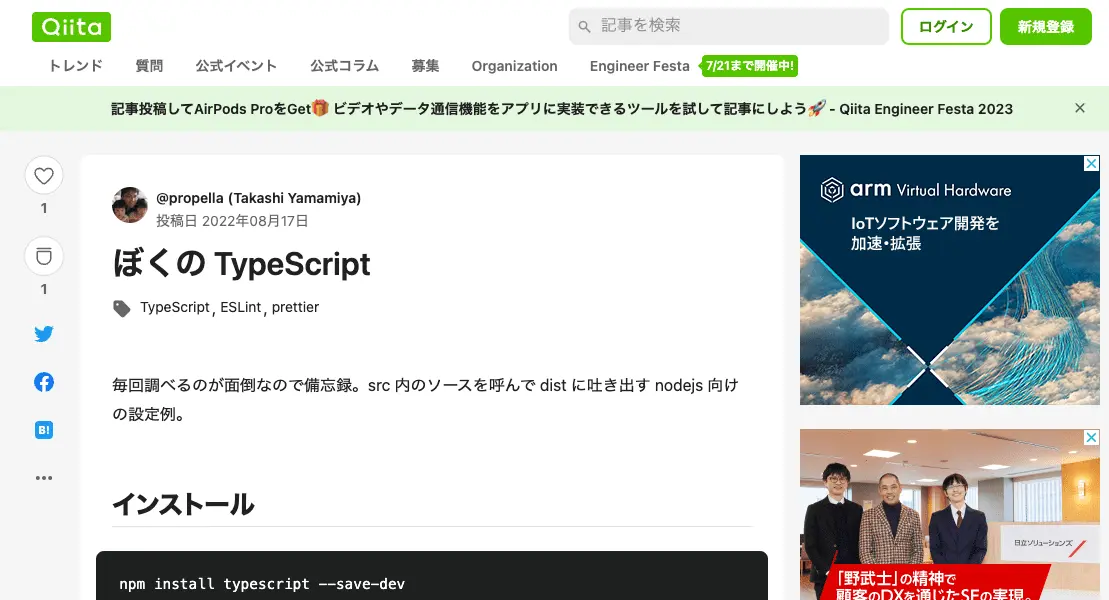 Qiita
記事を検索
ログイン
新規登録
トレンド 質問 公式イベント 公式コラム 募集 Organization Engineer Festa 7/21まで開催中!
記事投稿してAirPods ProをGet🎁 ビデオやデータ通信機能をアプリに実装できるツールを試して記事にしよう🚀 - Qiita Engineer Festa 2023
1
1
B!
@propella (Takashi Yamamiya)
投稿日 2022年08月17日
ぼくの TypeScript
TypeScript, ESLint, prettier
毎回調べるのが面倒なので備忘録。src 内のソースを呼んで dist に吐き出す nodejs 向け
の設定例。
インストール
npm install typescript --save-dev
arm Virtual Hardware
IoTソフトウェア開発を
加速・拡張
日立ソリューションズ
「野武士」の精神で
顧客のDXを通じたSEの実現。